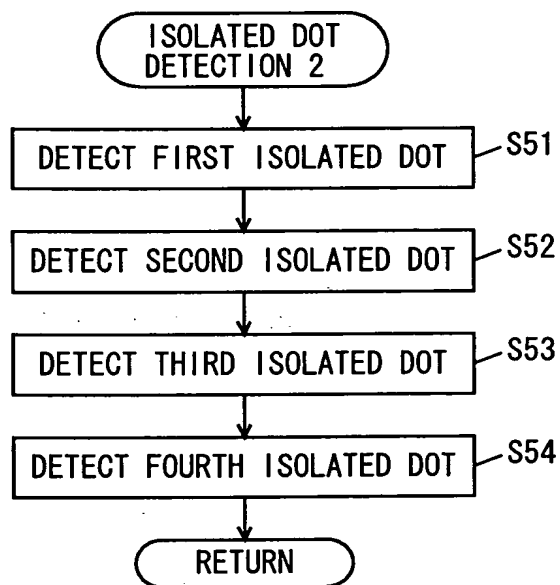 ISOLATED DOT
DETECTION 2
DETECT FIRST ISOLATED DOT
S51
DETECT SECOND ISOLATED DOT
S52
DETECT THIRD ISOLATED DOT
S53
DETECT FOURTH ISOLATED DOT
S54
RETURN